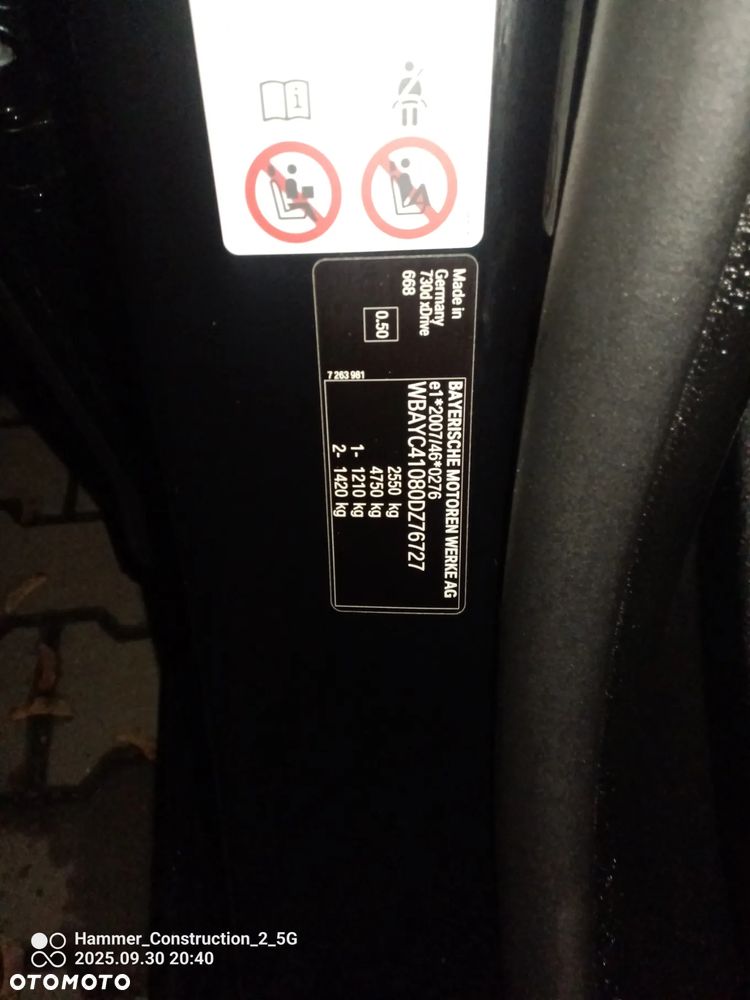 Made in
Germany
730d xDrive
668
0.50
7 263 981
BAYERISCHE MOTOREN WERKE AG
e1*2007/46*0276
WBAYC41080DZ76727
2550 kg
4750 kg
1- 1210 kg
2- 1420 kg
Hammer_Construction_2_5G
2025.09.30 20:40
OTOMOTO